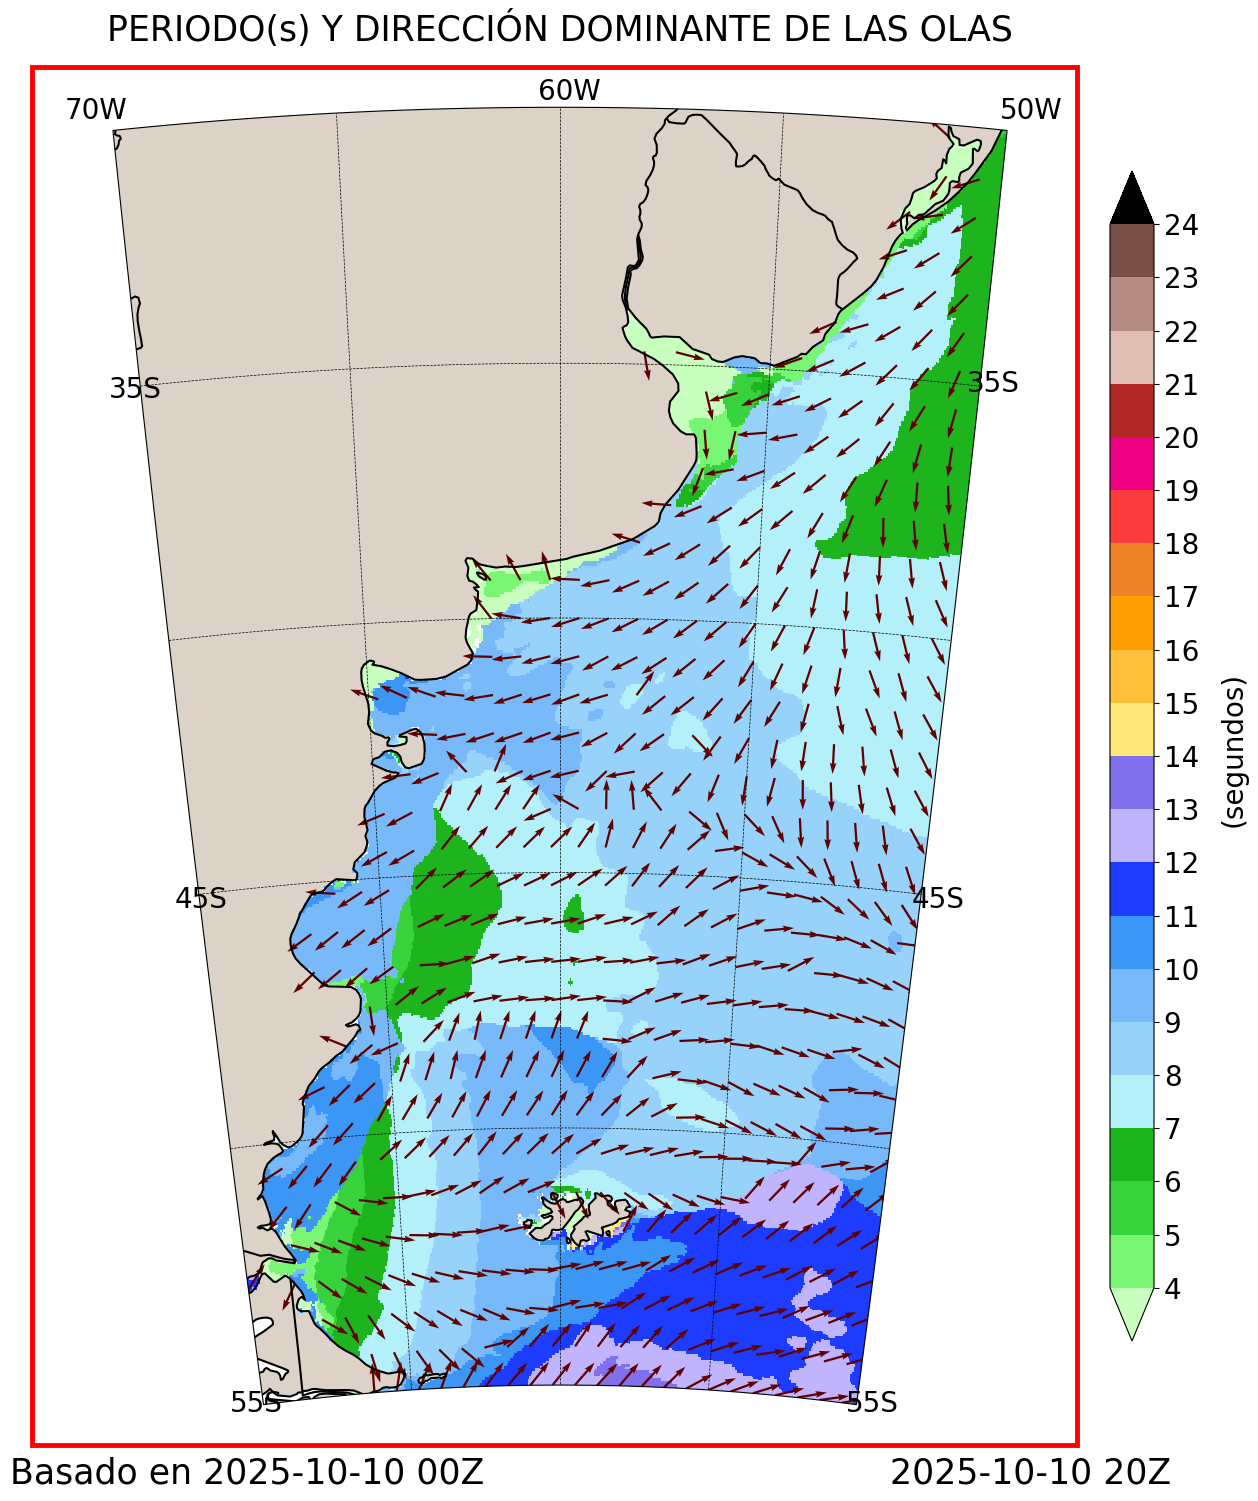 PERIODO(s) Y DIRECCIÓN DOMINANTE DE LAS OLAS
70W
60W
50W
35S
35S
45S
45S
55S
55S
24
23
22
21
20
19
18
17
16
15
14
13
12
11
10
9
8
7
6
5
4
(segundos)
Basado en 2025-10-10 00Z
2025-10-10 20Z